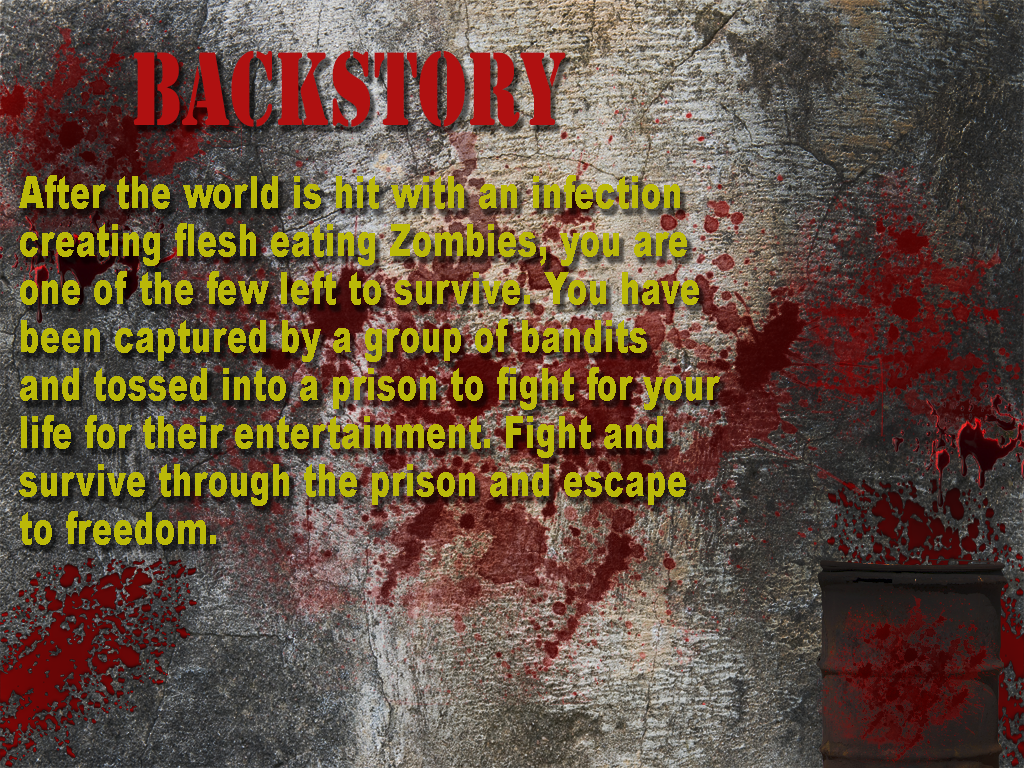 BACKSTORY
After the world is hit with an infection
creating flesh eating Zombies, you are
one of the few left to survive. You have
been captured by a group of bandits
and tossed into a prison to fight for your
life for their entertainment. Fight and
survive through the prison and escape
to freedom.